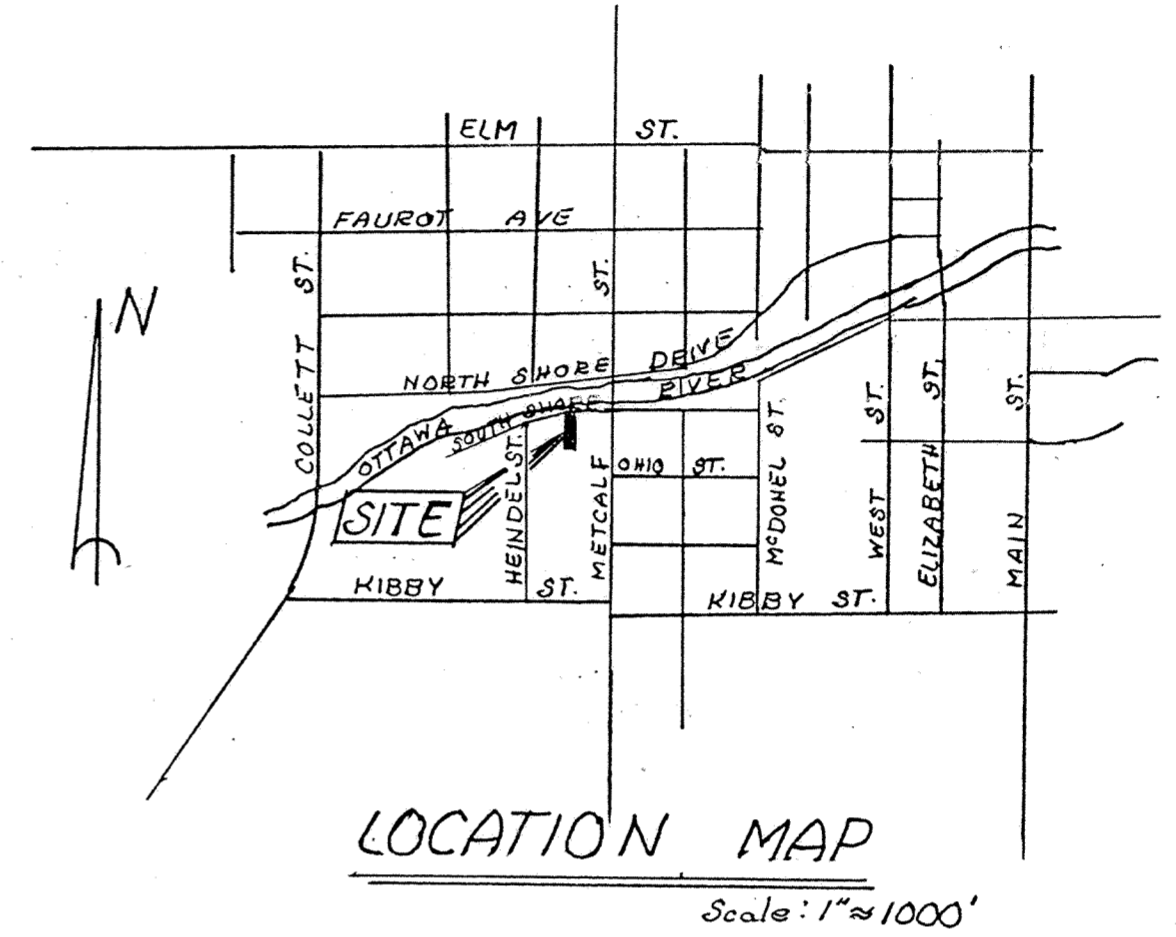 ELM ST.
FAUROT AVE
COLLETT ST.
METCALF ST.
N
NORTH SHORE DRIVE
OTTAWA RIVER
SOUTH SHORE
HEINDEL ST.
OHIO ST.
McDONEL ST.
WEST ST.
ELIZABETH ST.
MAIN ST.
SITE
KIBBY ST.
KIBBY ST.
LOCATION MAP
Scale: 1"≈1000'